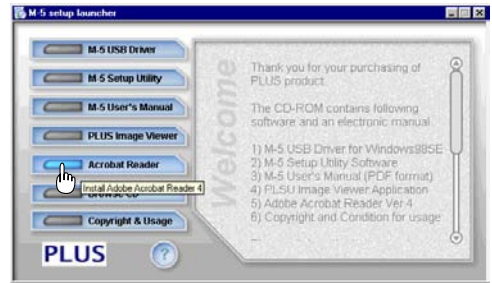 M-5 setup launcher
M-5 USB Driver
M-5 Setup Utility
M-5 User's Manual
PLUS Image Viewer
Acrobat Reader
Install Adobe Acrobat Reader 4
Browse CD
Copyright & Usage
PLUS
?
Welcome
Thank you for your purchasing of
PLUS product.
The CD-ROM contains following
software and an electronic manual.
1) M-5 USB Driver for Windows98SE
2) M-5 Setup Utlity Software
3) M-5 User's Manual (PDF format)
4) PLSU Image Viewer Application
5) Adobe Acrobat Reader Ver 4
6) Copyright and Condition for usage